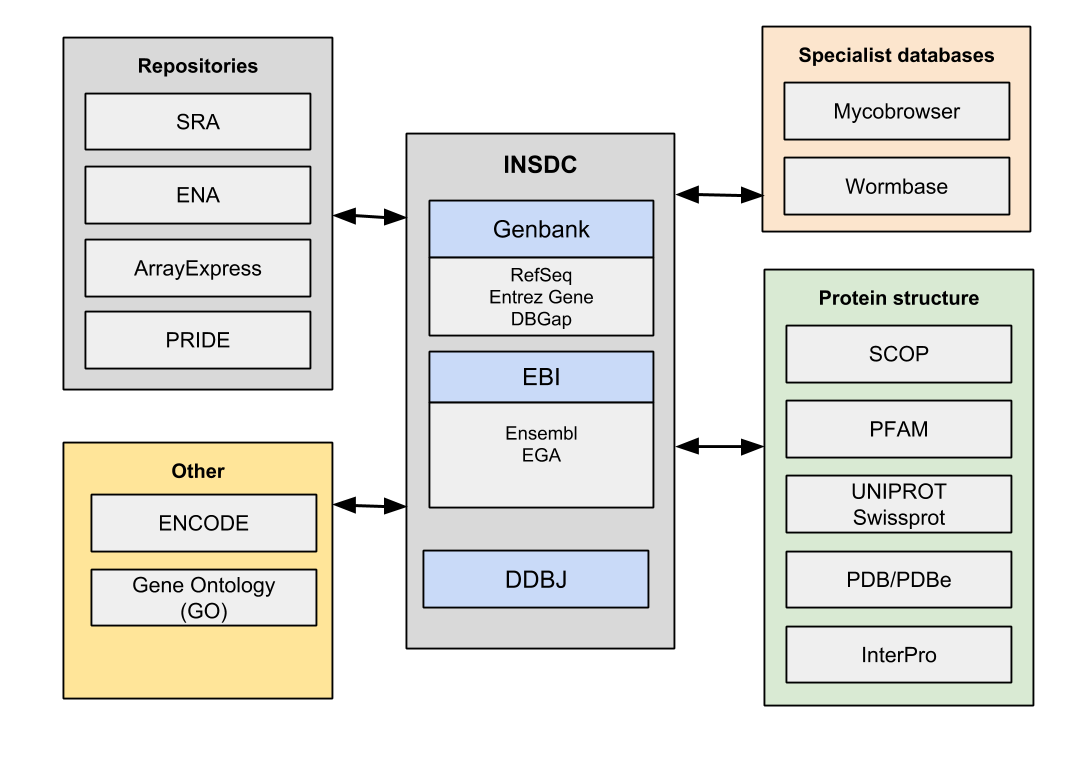 Repositories
SRA
ENA
ArrayExpress
PRIDE
Other
ENCODE
Gene Ontology
(GO)
INSDC
Genbank
RefSeq
Entrez Gene
DBGap
EBI
Ensembl
EGA
DDBJ
Specialist databases
Mycobrowser
Wormbase
Protein structure
SCOP
PFAM
UNIPROT
Swissprot
PDB/PDBe
InterPro